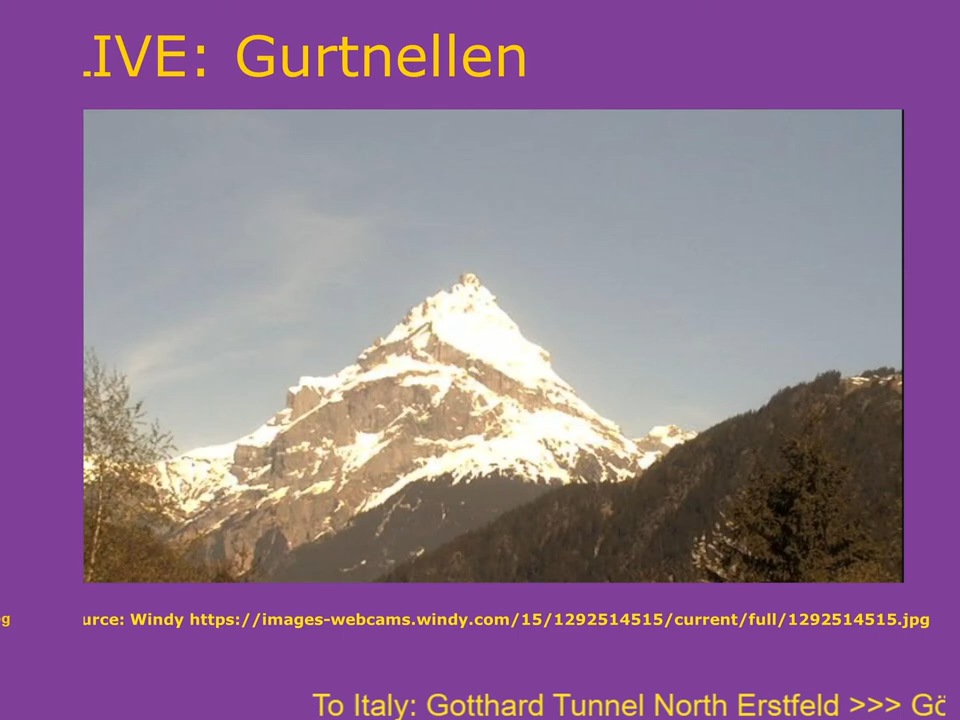 LIVE: Gurtnellen
urce: Windy https://images-webcams.windy.com/15/1292514515/current/full/1292514515.jpg
To Italy: Gotthard Tunnel North Erstfeld >>>